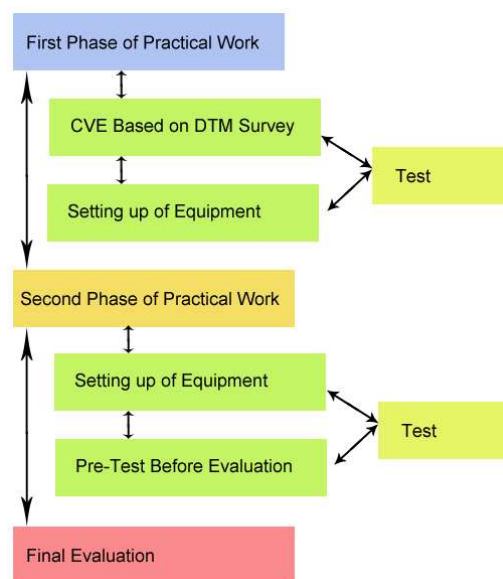 First Phase of Practical Work
CVE Based on DTM Survey
Test
Setting up of Equipment
Second Phase of Practical Work
Setting up of Equipment
Test
Pre-Test Before Evaluation
Final Evaluation